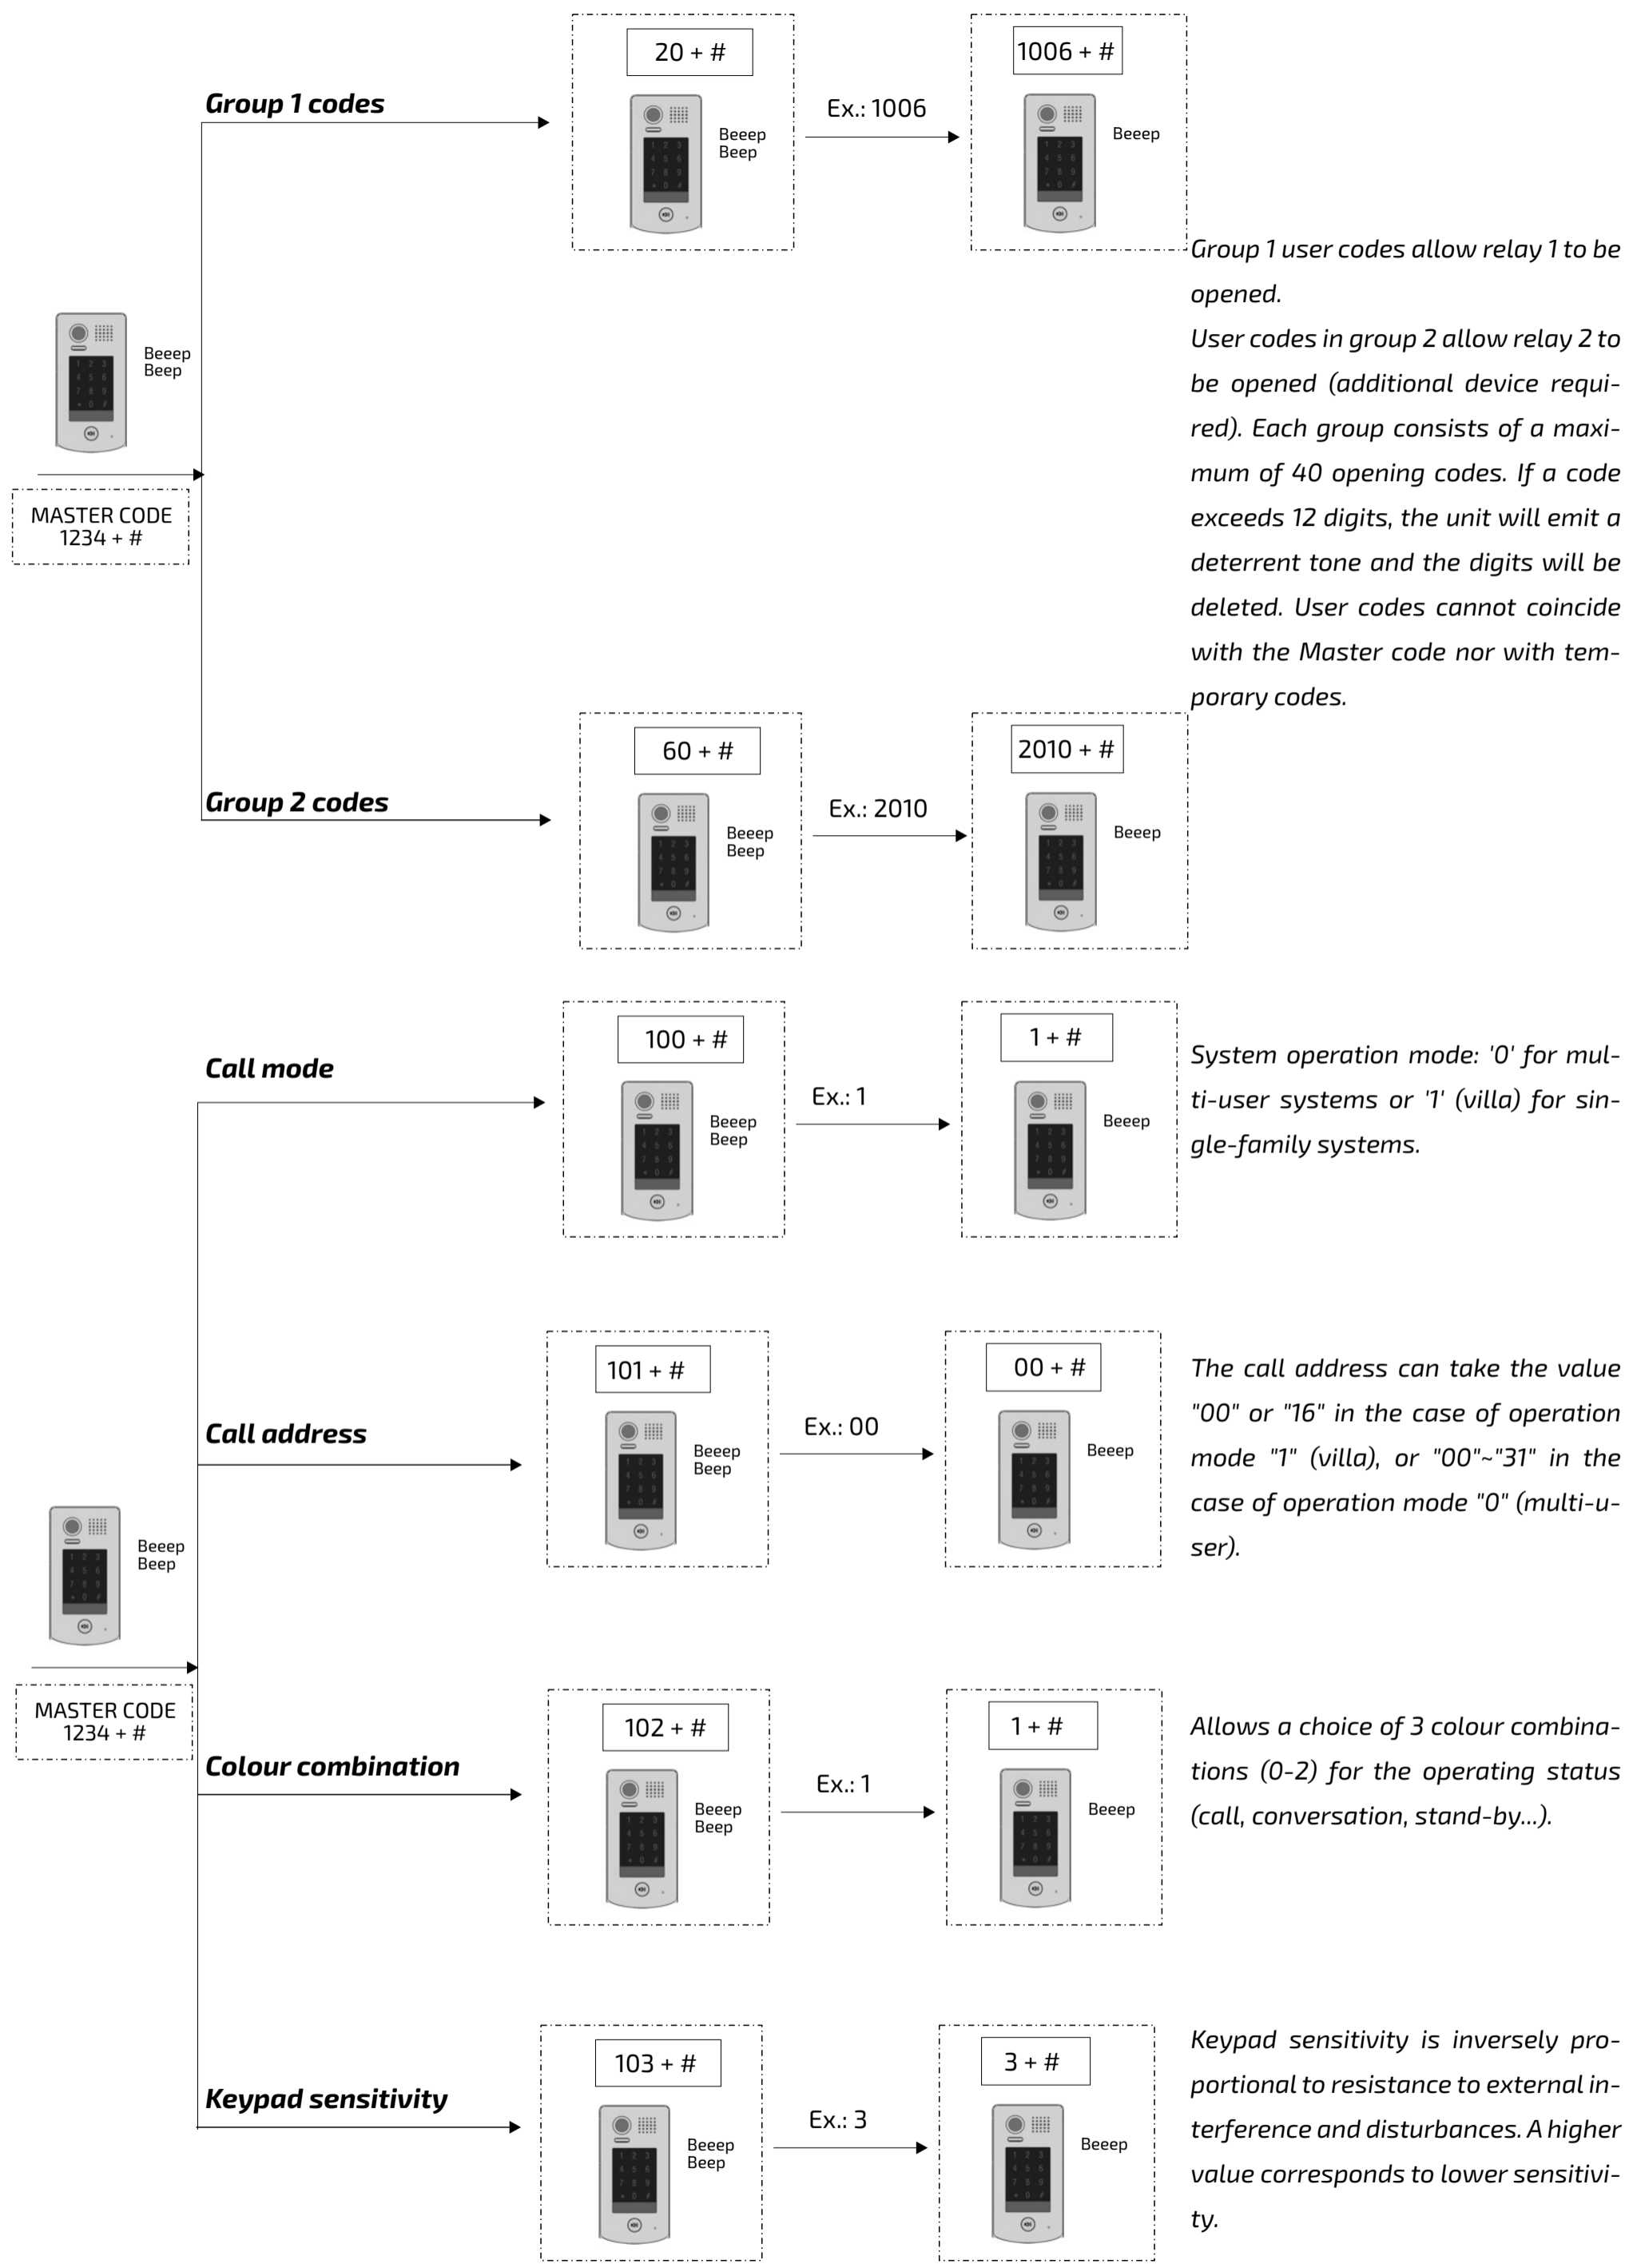 20 + #
1006 + #
Group 1 codes
Ex.: 1006
Beeep
Beep
Beeep
Group 1 user codes allow relay 1 to be
opened.
User codes in group 2 allow relay 2 to
be opened (additional device requi-
red). Each group consists of a maxi-
mum of 40 opening codes. If a code
exceeds 12 digits, the unit will emit a
deterrent tone and the digits will be
deleted. User codes cannot coincide
with the Master code nor with tem-
porary codes.
Beeep
Beep
MASTER CODE
1234 + #
60 + #
2010 + #
Group 2 codes
Ex.: 2010
Beeep
Beep
Beeep
100 + #
1 + #
Call mode
Ex.: 1
Beeep
Beep
Beeep
System operation mode: '0' for mul-
ti-user systems or '1' (villa) for sin-
gle-family systems.
101 + #
00 + #
Call address
Ex.: 00
Beeep
Beep
Beeep
The call address can take the value
"00" or "16" in the case of operation
mode "1" (villa), or "00"~"31" in the
case of operation mode "0" (multi-u-
ser).
Beeep
Beep
MASTER CODE
1234 + #
102 + #
1 + #
Colour combination
Ex.: 1
Beeep
Beep
Beeep
Allows a choice of 3 colour combina-
tions (0-2) for the operating status
(call, conversation, stand-by...).
103 + #
3 + #
Keypad sensitivity
Ex.: 3
Beeep
Beep
Beeep
Keypad sensitivity is inversely pro-
portional to resistance to external in-
terference and disturbances. A higher
value corresponds to lower sensitivi-
ty.